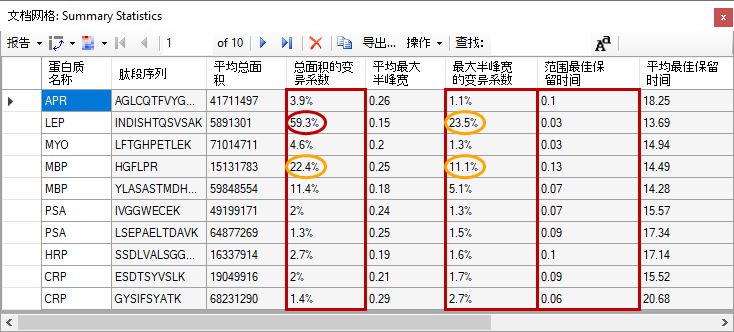 文档网格: Summary Statistics
报告 1 of 10 导出... 操作 查找: Aa
蛋白质名称 肽段序列 平均总面积 总面积的变异系数 平均最大半峰宽 最大半峰宽的变异系数 范围最佳保留时间 平均最佳保留时间
APR AGLCQTFVYG... 41711497 3.9% 0.26 1.1% 0.1 18.25
LEP INDISHTQSVSAK 5891301 59.3% 0.15 23.5% 0.03 13.69
MYO LFTGHPETLEK 71014711 4.6% 0.2 1.3% 0.03 14.94
MBP HGFLPR 15131783 22.4% 0.25 11.1% 0.13 14.49
MBP YLASASTMDH... 59848554 11.4% 0.18 5.1% 0.07 14.28
PSA IVGGWECEK 49199171 2% 0.24 1.3% 0.07 15.57
PSA LSEPAELTDAVK 64877269 1.3% 0.25 1.5% 0.09 17.34
HRP SSDLVALSGG... 16337914 2.7% 0.19 1.6% 0.1 17.14
CRP ESDTSYVSLK 19049916 2% 0.21 1.7% 0.09 15.52
CRP GYSIFSYATK 68231290 1.4% 0.29 2.7% 0.06 20.68